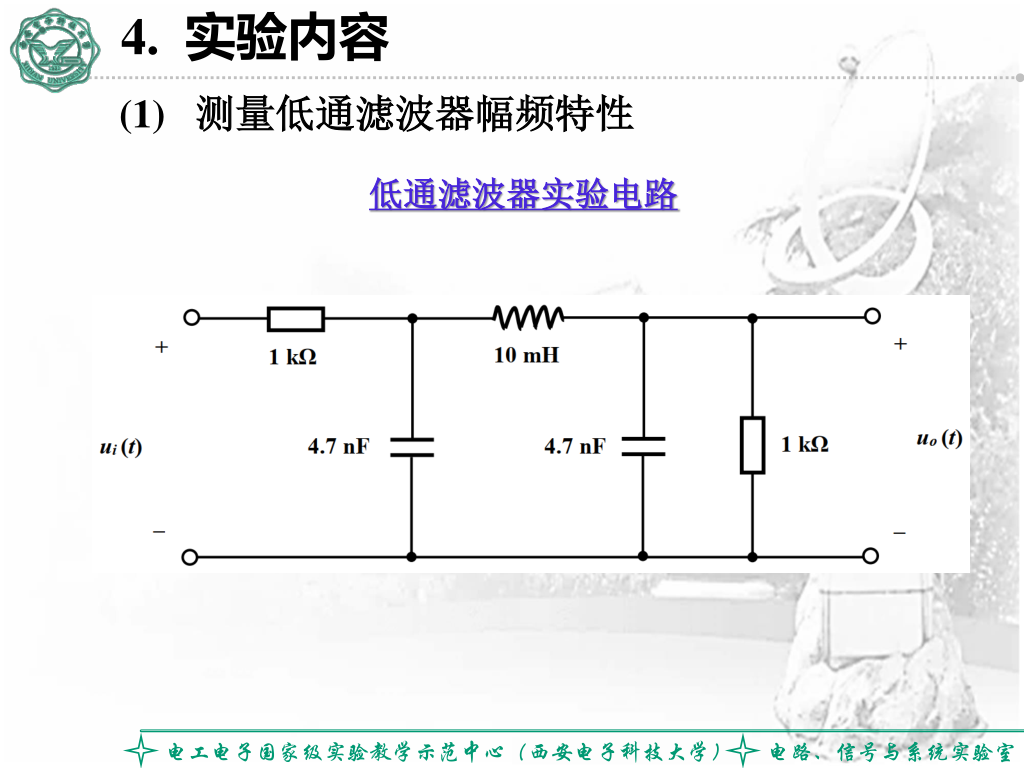 4. 实验内容
(1) 测量低通滤波器幅频特性
低通滤波器实验电路
+
1 kΩ
10 mH
+
ui (t)
4.7 nF
4.7 nF
1 kΩ
uo (t)
−
−
电工电子国家级实验教学示范中心（西安电子科技大学） 电路、信号与系统实验室